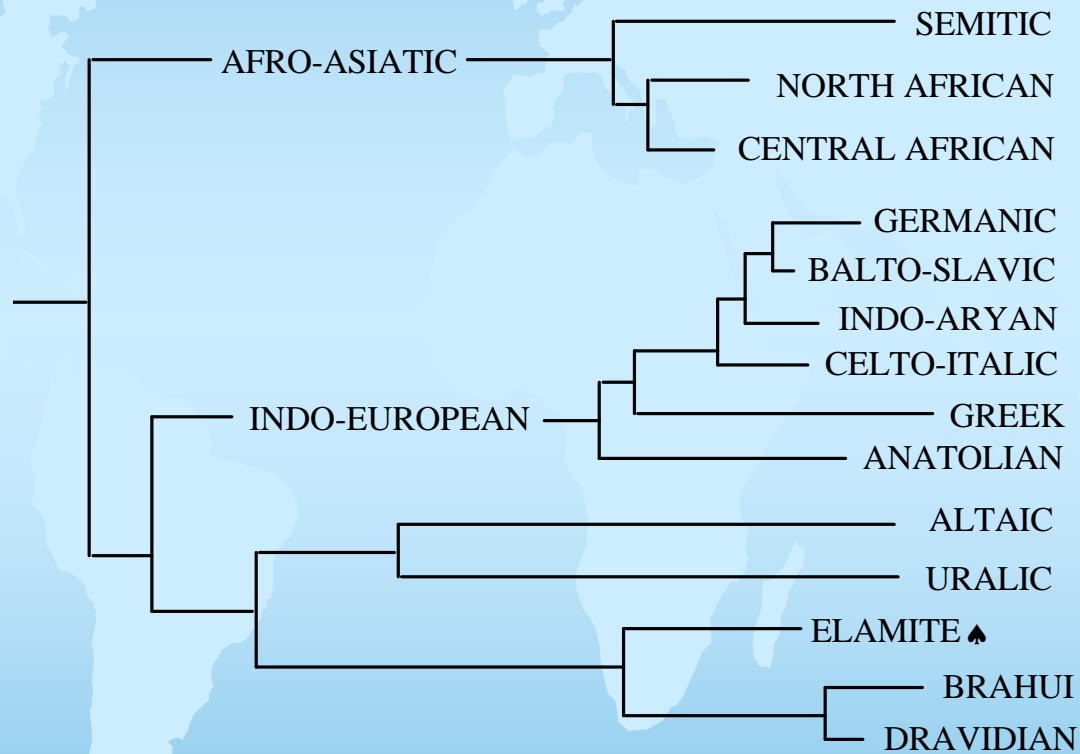 SEMITIC
AFRO-ASIATIC
NORTH AFRICAN
CENTRAL AFRICAN
GERMANIC
BALTO-SLAVIC
INDO-ARYAN
CELTO-ITALIC
GREEK
INDO-EUROPEAN
ANATOLIAN
ALTAIC
URALIC
ELAMITE♠
BRAHUI
DRAVIDIAN